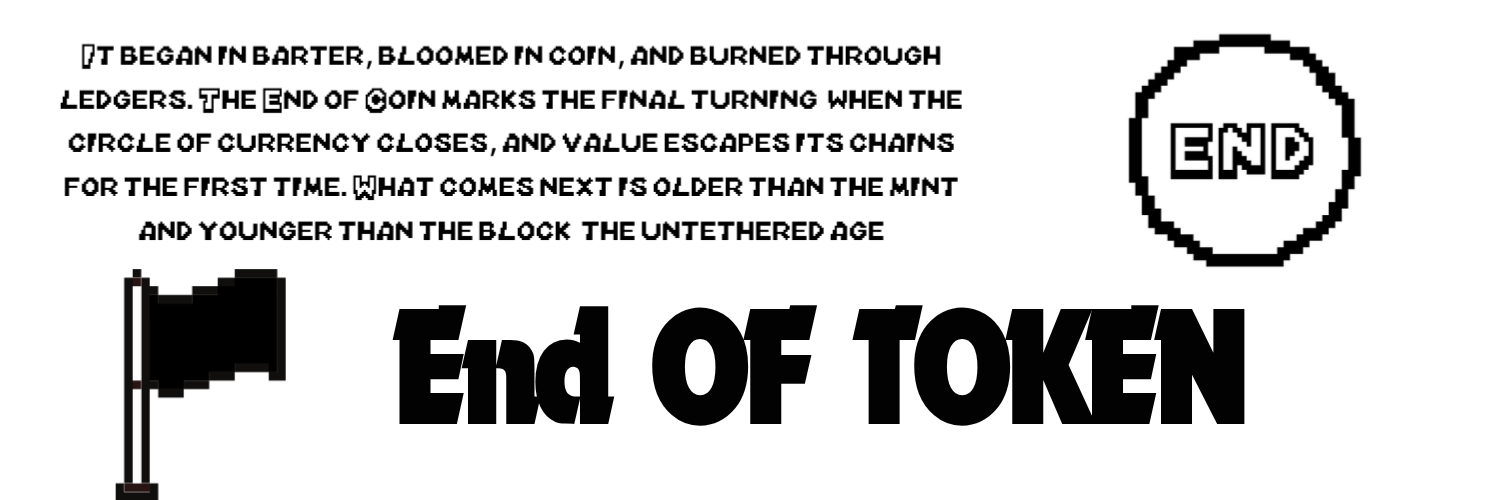 It began in barter, bloomed in coin, and burned through
ledgers. The End of Coin marks the final turning when the
circle of currency closes, and value escapes its chains
for the first time. What comes next is older than the mint
and younger than the block the untethered age
END
End OF TOKEN